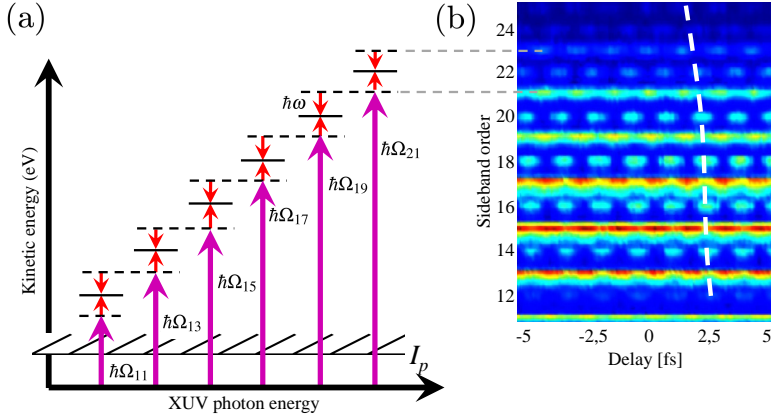 (a)
(b)
Kinetic energy (eV)
ħω
ħΩ₁₁
ħΩ₁₃
ħΩ₁₅
ħΩ₁₇
ħΩ₁₉
ħΩ₂₁
Iₚ
XUV photon energy
Sideband order
24
22
20
18
16
14
12
-5
-2,5
0
2,5
5
Delay [fs]